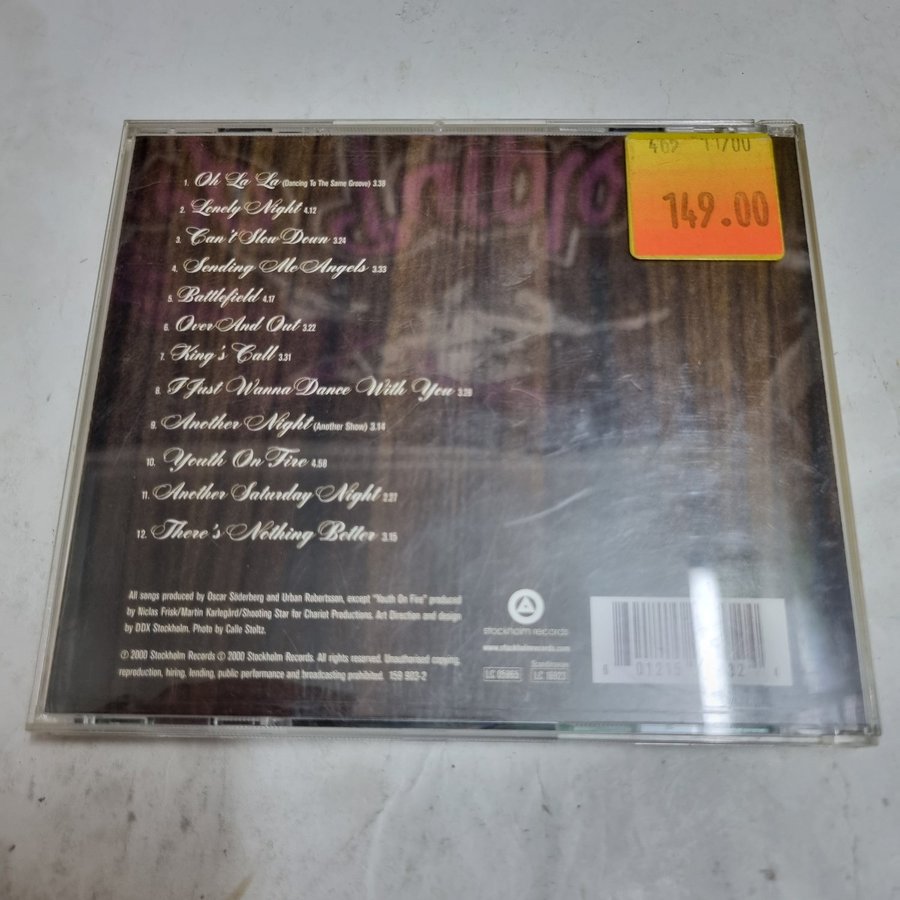 465 11/00
149.00
1. Oh La La (Dancing To The Same Groove) 3.38
2. Lonely Night 4.12
3. Can't Slow Down 3.24
4. Sending Me Angels 3.33
5. Battlefield 4.17
6. Over And Out 3.22
7. King's Call 3.31
8. I Just Wanna Dance With You 3.28
9. Another Night (Another Show) 3.14
10. Youth On Fire 4.58
11. Another Saturday Night
12. There's Nothing Better 3.15
All songs produced by Oscar Söderberg and Urban Robertsson, except "Youth On Fire" produced
by Niclas Frisk/Martin Karlegård/Shooting Star for Chariot Productions. Art Direction and design
by DDX Stockholm. Photo by Calle Stoltz.
℗ 2000 Stockholm Records © 2000 Stockholm Records. All rights reserved. Unauthorised copying,
reproduction, hiring, lending, public performance and broadcasting prohibited. 159 903-2
stockholm records
www.stockholmrecords.com
Scandinavian
LC 05865 LC 16923